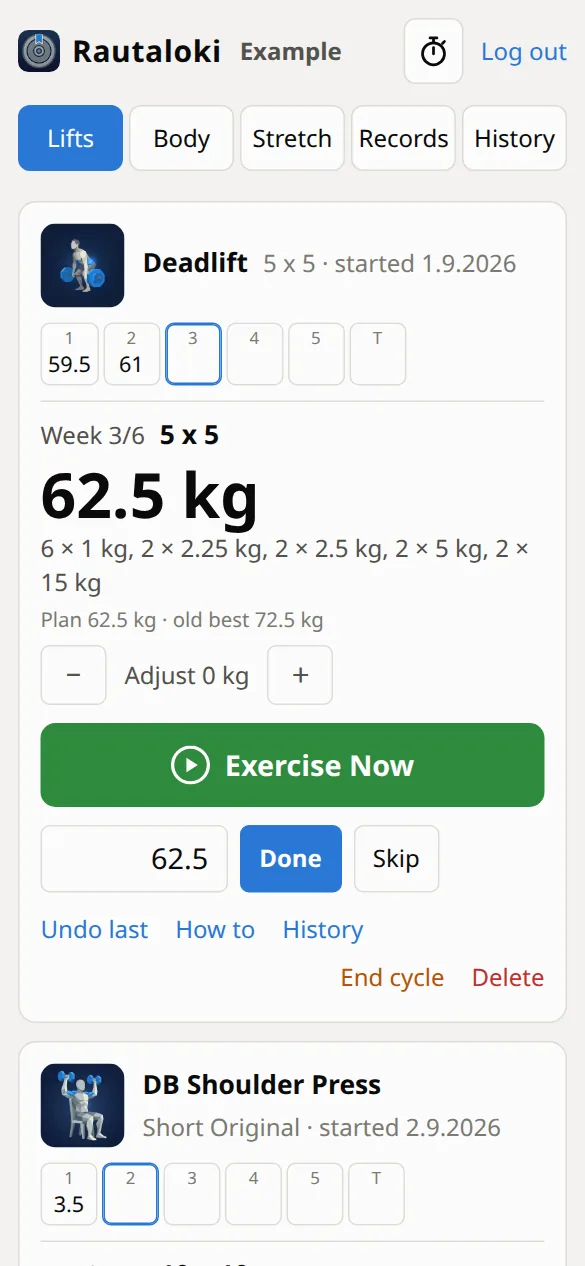 Rautaloki Example Log out
Lifts Body Stretch Records History
Deadlift 5 x 5 · started 1.9.2026
1 2 3 4 5 T
59.5 61
Week 3/6 5 x 5
62.5 kg
6 × 1 kg, 2 × 2.25 kg, 2 × 2.5 kg, 2 × 5 kg, 2 ×
15 kg
Plan 62.5 kg · old best 72.5 kg
− Adjust 0 kg +
Exercise Now
62.5 Done Skip
Undo last How to History
End cycle Delete
DB Shoulder Press
Short Original · started 2.9.2026
1 2 3 4 5 T
3.5